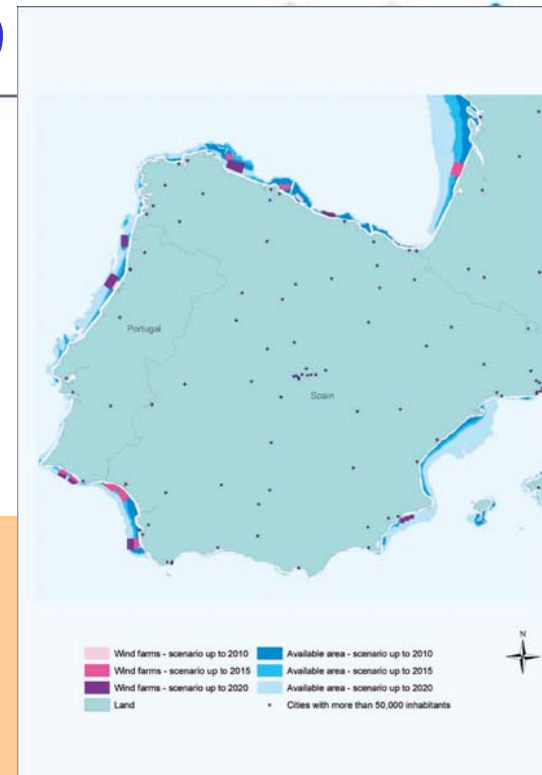 )
Portugal
Spain
Wind farms - scenario up to 2010
Wind farms - scenario up to 2015
Wind farms - scenario up to 2020
Land
Available area - scenario up to 2010
Available area - scenario up to 2015
Available area - scenario up to 2020
Cities with more than 50,000 inhabitants
N